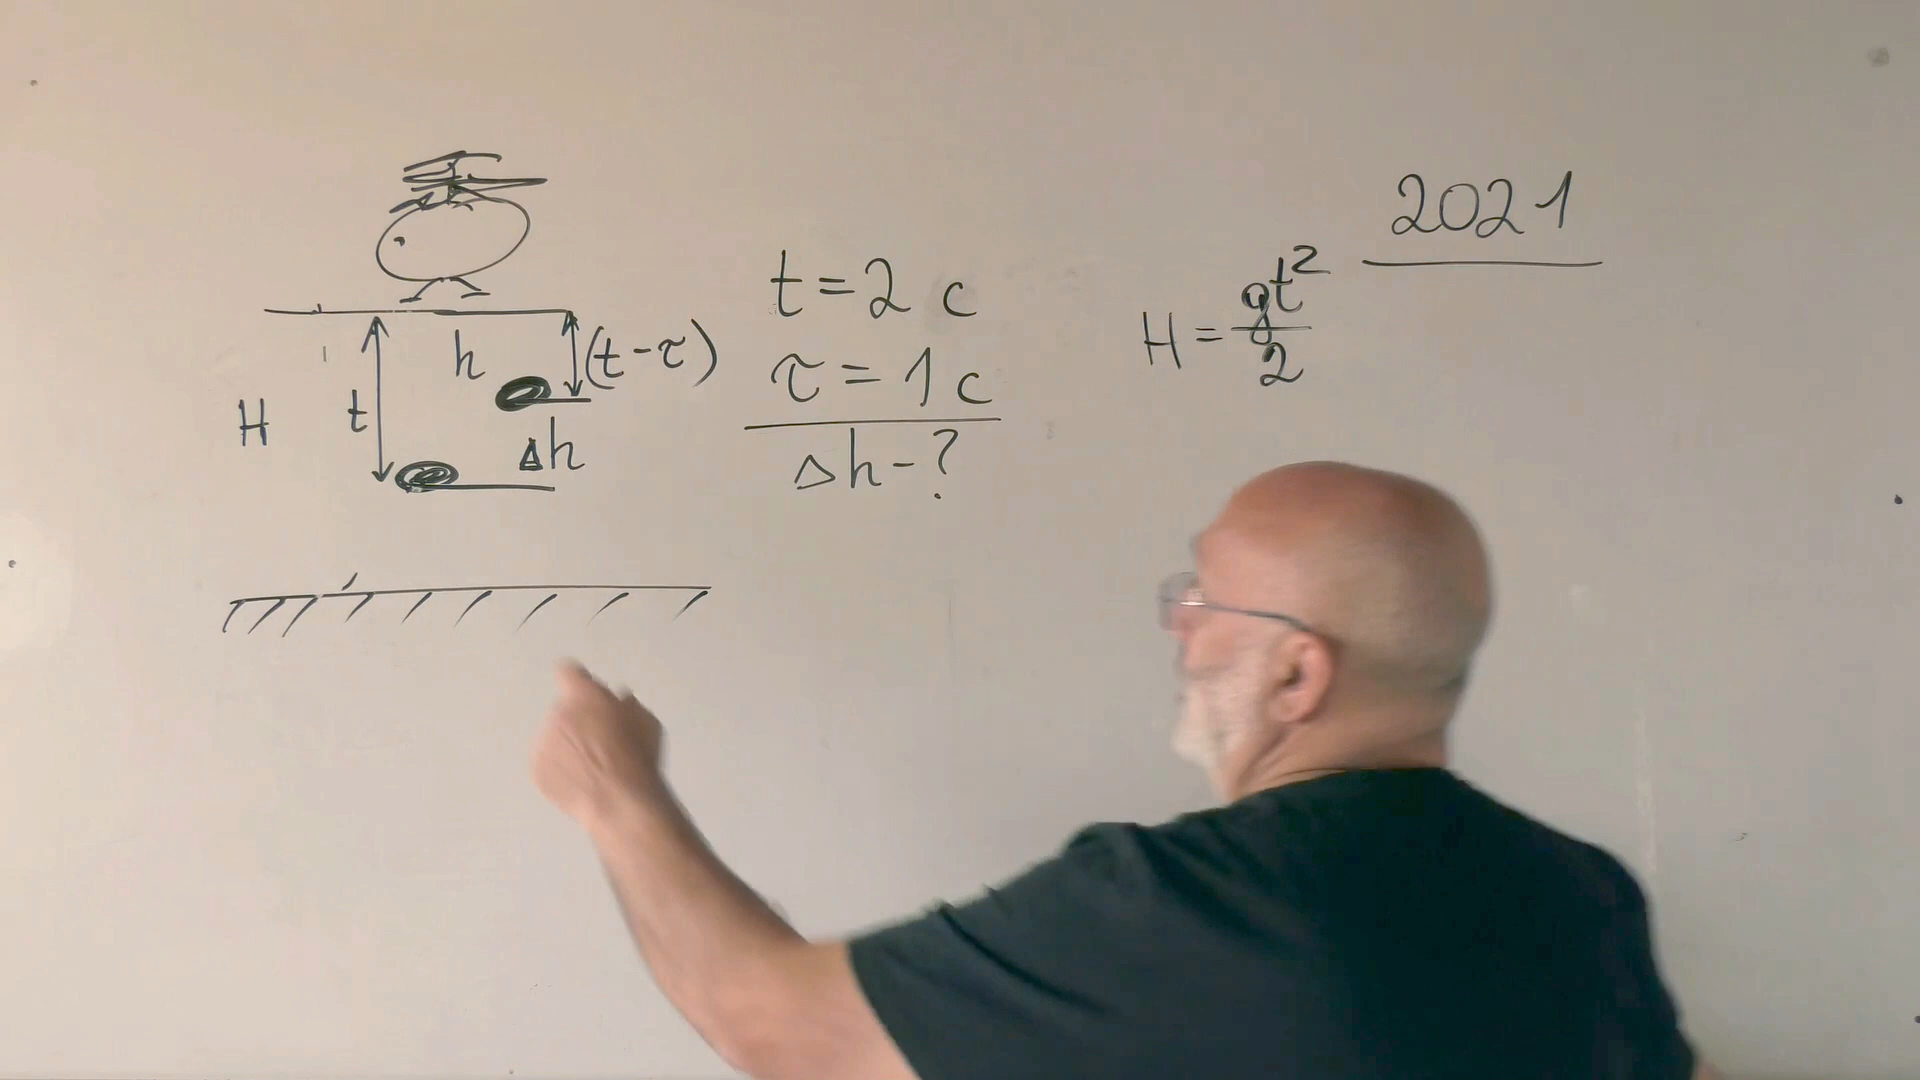 2021
t = 2 c
τ = 1 c
Δh - ?
H = gt²/2
h
(t - τ)
H
t
Δh